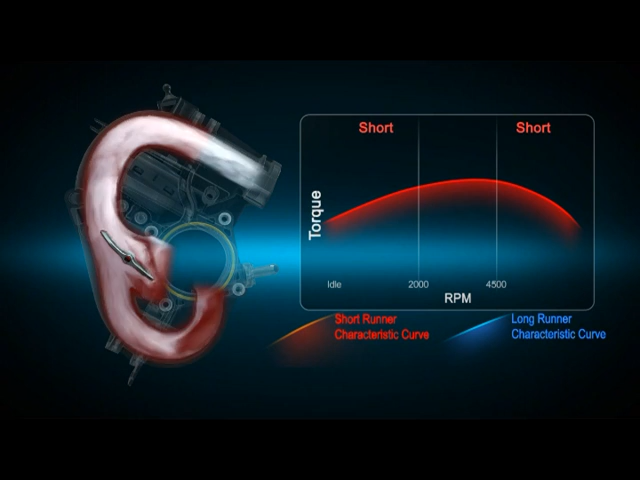 Short
Short
Torque
Idle
2000
4500
RPM
Short Runner
Characteristic Curve
Long Runner
Characteristic Curve